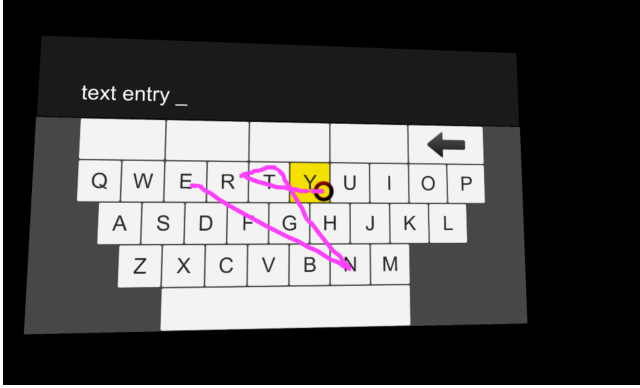 text entry _
Q W E R T Y U I O P
A S D F G H J K L
Z X C V B N M